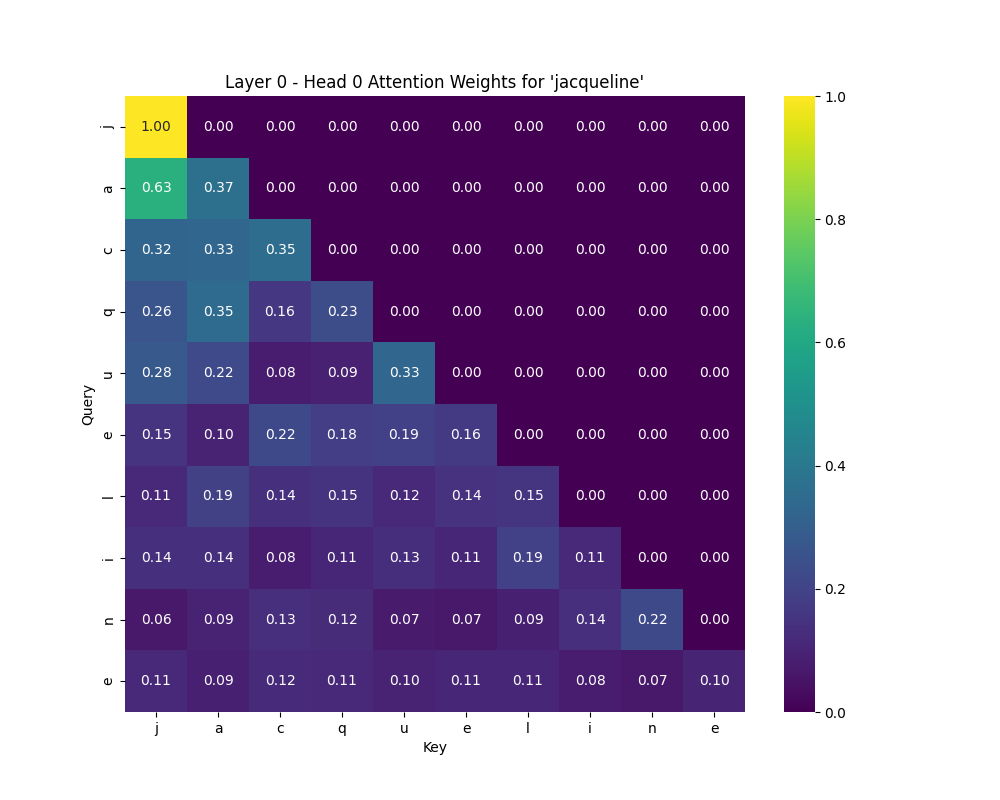 Layer 0 - Head 0 Attention Weights for 'jacqueline'
j 1.00 0.00 0.00 0.00 0.00 0.00 0.00 0.00 0.00 0.00
a 0.63 0.37 0.00 0.00 0.00 0.00 0.00 0.00 0.00 0.00
c 0.32 0.33 0.35 0.00 0.00 0.00 0.00 0.00 0.00 0.00
q 0.26 0.35 0.16 0.23 0.00 0.00 0.00 0.00 0.00 0.00
u 0.28 0.22 0.08 0.09 0.33 0.00 0.00 0.00 0.00 0.00
e 0.15 0.10 0.22 0.18 0.19 0.16 0.00 0.00 0.00 0.00
l 0.11 0.19 0.14 0.15 0.12 0.14 0.15 0.00 0.00 0.00
i 0.14 0.14 0.08 0.11 0.13 0.11 0.19 0.11 0.00 0.00
n 0.06 0.09 0.13 0.12 0.07 0.07 0.09 0.14 0.22 0.00
e 0.11 0.09 0.12 0.11 0.10 0.11 0.11 0.08 0.07 0.10
j a c q u e l i n e
Key
Query
1.0
0.8
0.6
0.4
0.2
0.0